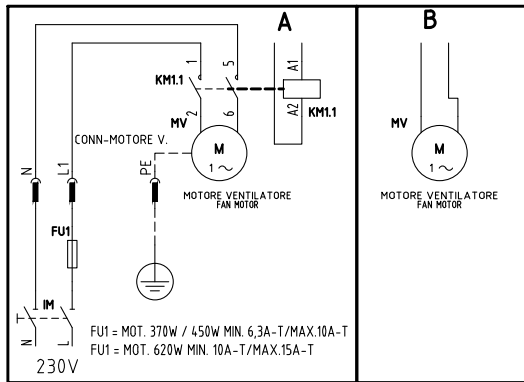 A
B
1
5
KM1.1
A1
A2
KM1.1
2
6
MV
CONN-MOTORE V.
M
1 ~
MOTORE VENTILATORE
FAN MOTOR
MV
M
1 ~
MOTORE VENTILATORE
FAN MOTOR
N
L1
PE
FU1
IM
N
L
230V
FU1 = MOT. 370W / 450W MIN. 6,3A-T/MAX.10A-T
FU1 = MOT. 620W MIN. 10A-T/MAX.15A-T